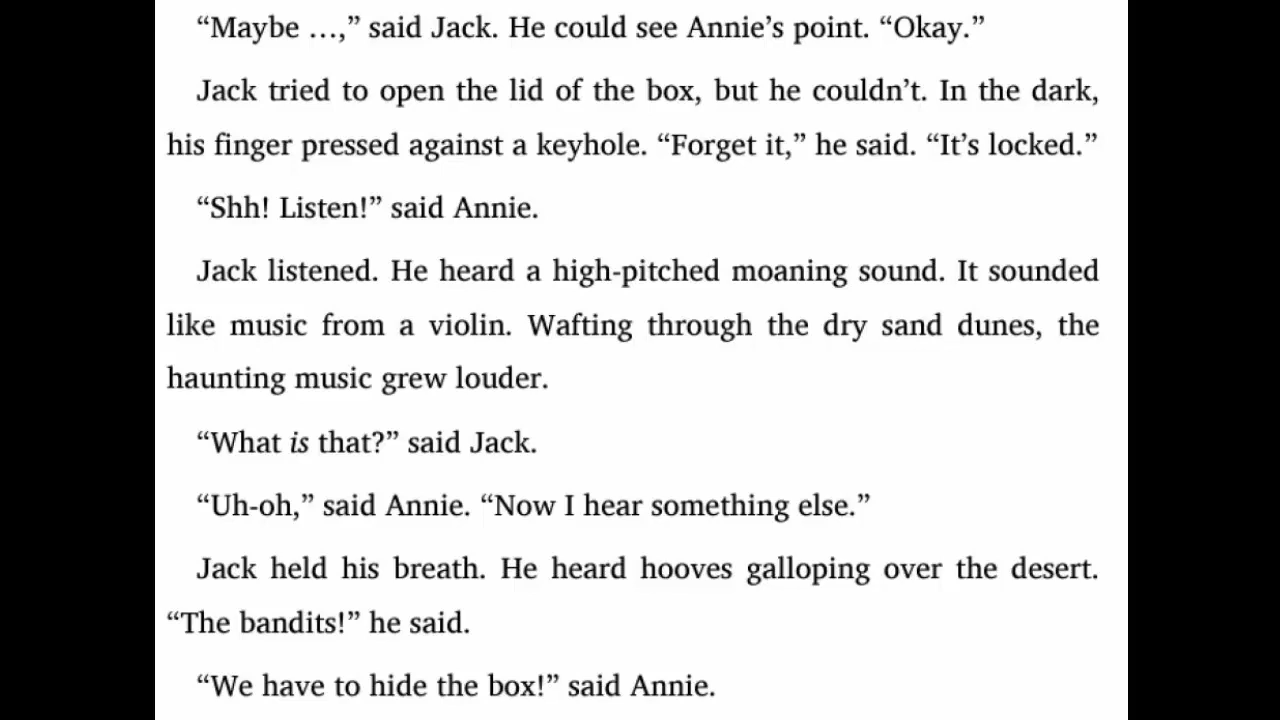 “Maybe …,” said Jack. He could see Annie’s point. “Okay.”
Jack tried to open the lid of the box, but he couldn’t. In the dark,
his finger pressed against a keyhole. “Forget it,” he said. “It’s locked.”
“Shh! Listen!” said Annie.
Jack listened. He heard a high-pitched moaning sound. It sounded
like music from a violin. Wafting through the dry sand dunes, the
haunting music grew louder.
“What is that?” said Jack.
“Uh-oh,” said Annie. “Now I hear something else.”
Jack held his breath. He heard hooves galloping over the desert.
“The bandits!” he said.
“We have to hide the box!” said Annie.